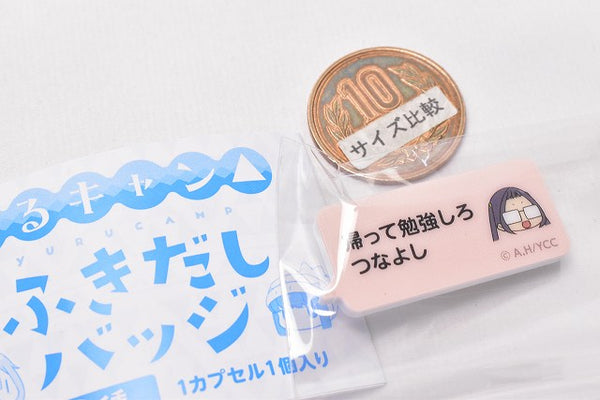 10
サイズ比較
るキャン△
YURUCAMP
ふきだし
バッジ
種
1カプセル1個入り
帰って勉強しろ
つなよし
© A.H/YCC